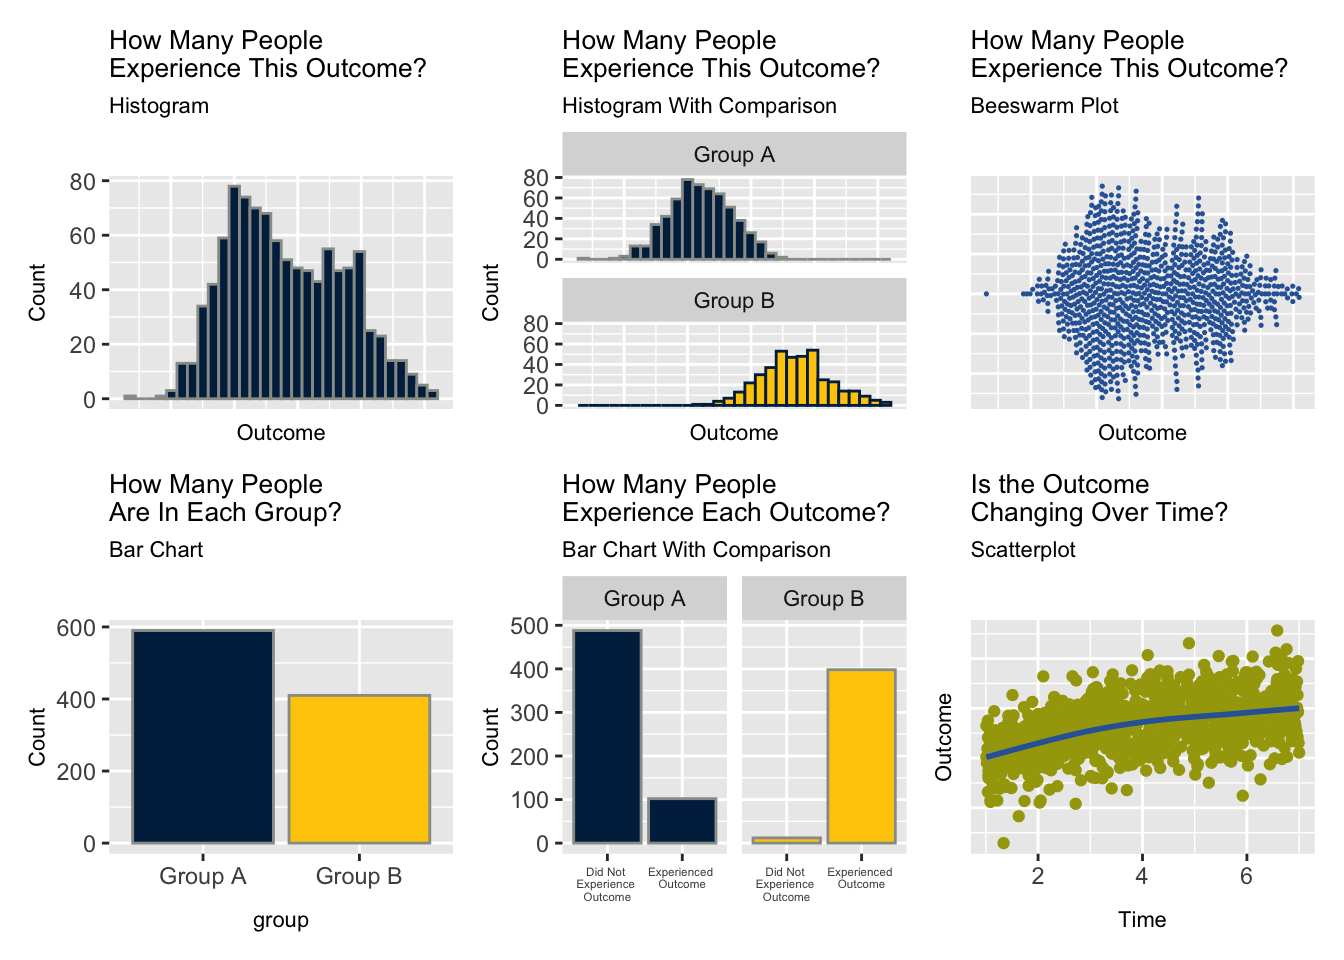 How Many People
Experience This Outcome?
Histogram
80
60
40
20
0
Count
Outcome
How Many People
Experience This Outcome?
Histogram With Comparison
Group A
80
60
40
20
0
Group B
80
60
40
20
0
Count
Outcome
How Many People
Experience This Outcome?
Beeswarm Plot
Outcome
How Many People
Are In Each Group?
Bar Chart
600
400
200
0
Count
Group A Group B
group
How Many People
Experience Each Outcome?
Bar Chart With Comparison
Group A Group B
500
400
300
200
100
0
Count
Did Not
Experience
Outcome
Experienced
Outcome
Did Not
Experience
Outcome
Experienced
Outcome
Is the Outcome
Changing Over Time?
Scatterplot
Outcome
2 4 6
Time